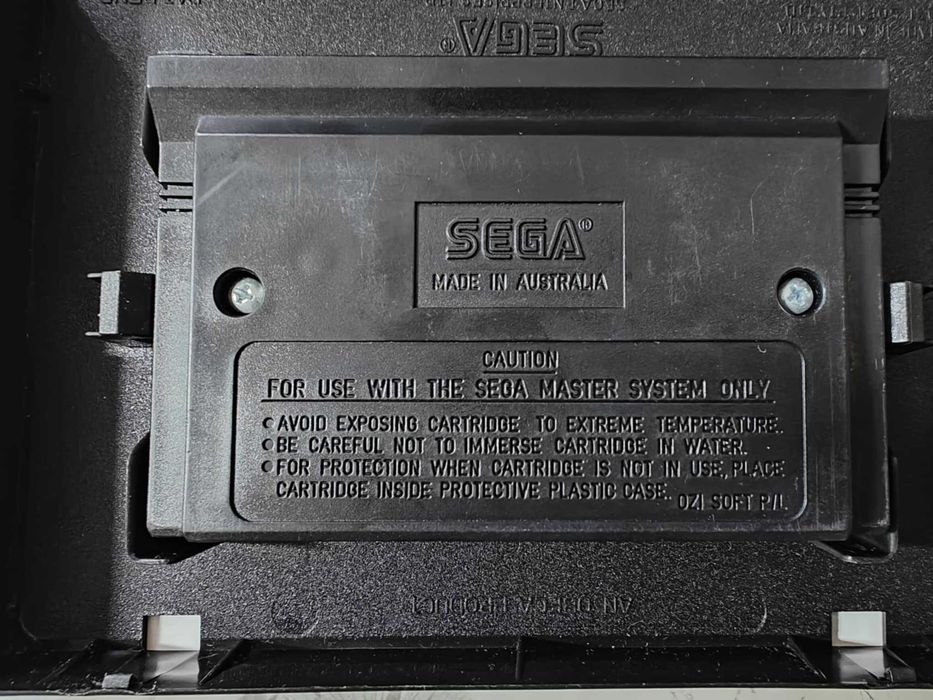 SEGA®
SEGA®
MADE IN AUSTRALIA
CAUTION
FOR USE WITH THE SEGA MASTER SYSTEM ONLY
AVOID EXPOSING CARTRIDGE TO EXTREME TEMPERATURE.
BE CAREFUL NOT TO IMMERSE CARTRIDGE IN WATER.
FOR PROTECTION WHEN CARTRIDGE IS NOT IN USE, PLACE
CARTRIDGE INSIDE PROTECTIVE PLASTIC CASE.
OZI SOFT P/L
PRODUCT